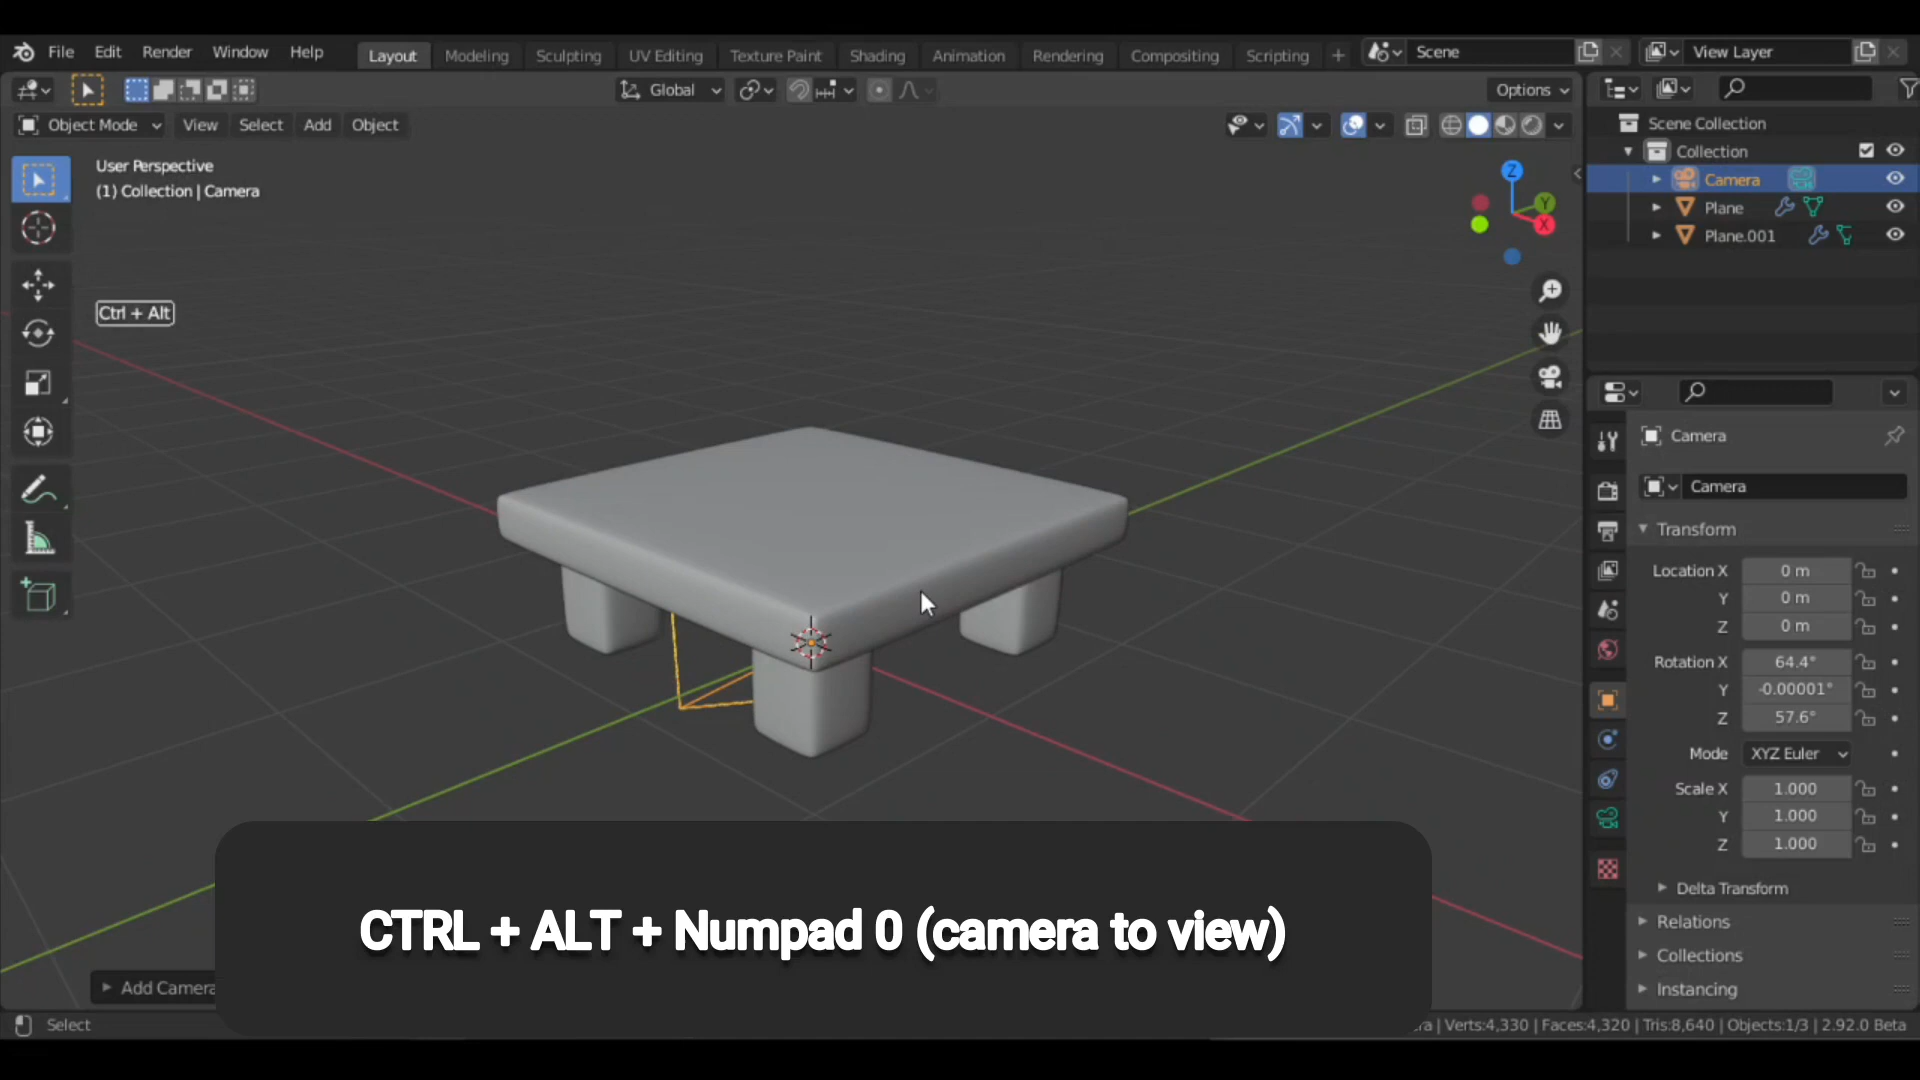 File Edit Render Window Help Layout Modeling Sculpting UV Editing Texture Paint Shading Animation Rendering Compositing Scripting + Scene View Layer
Global Options
Object Mode View Select Add Object
User Perspective
(1) Collection | Camera
Ctrl + Alt
Z
Y
X
Scene Collection
Collection
Camera
Plane
Plane.001
Camera
Camera
Transform
Location X 0 m
Y 0 m
Z 0 m
Rotation X 64.4°
Y -0.00001°
Z 57.6°
Mode XYZ Euler
Scale X 1.000
Y 1.000
Z 1.000
Delta Transform
Relations
Collections
Instancing
CTRL + ALT + Numpad 0 (camera to view)
Add Camera
Select
| Verts:4,330 | Faces:4,320 | Tris:8,640 | Objects:1/3 | 2.92.0 Beta